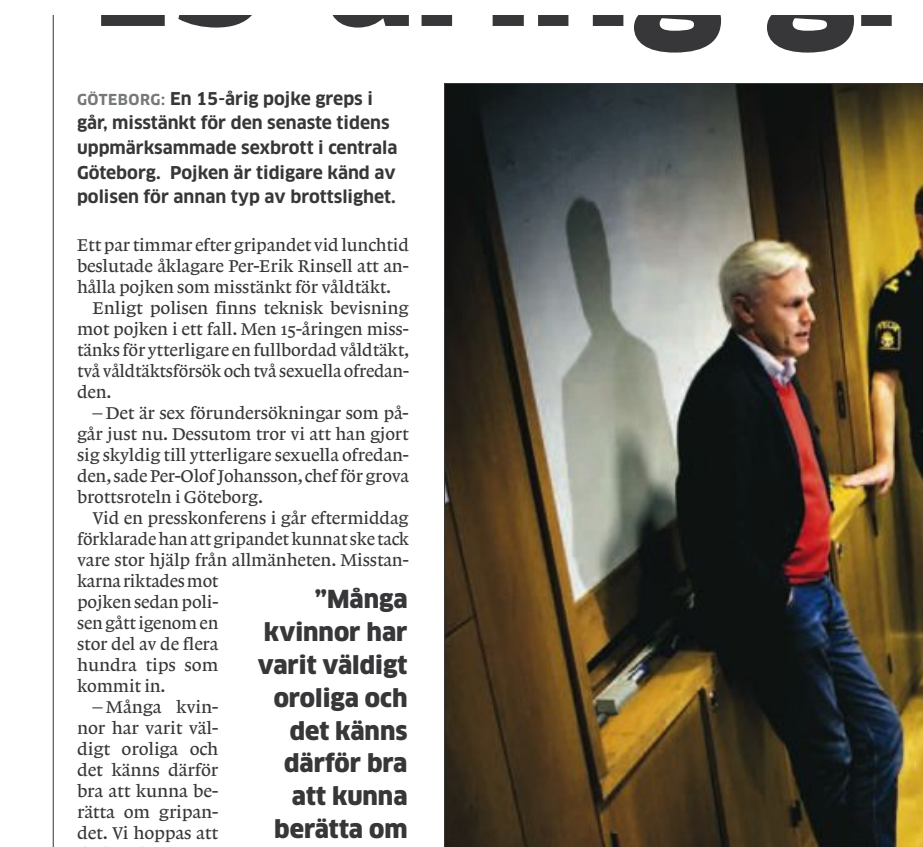 GÖTEBORG: En 15-årig pojke greps i
går, misstänkt för den senaste tidens
uppmärksammade sexbrott i centrala
Göteborg. Pojken är tidigare känd av
polisen för annan typ av brottslighet.
Ett par timmar efter gripandet vid lunchtid
beslutade åklagare Per-Erik Rinsell att an-
hålla pojken som misstänkt för våldtäkt.
Enligt polisen finns teknisk bevisning
mot pojken i ett fall. Men 15-åringen miss-
tänks för ytterligare en fullbordad våldtäkt,
två våldtäktsförsök och två sexuella ofredan-
den.
– Det är sex förundersökningar som på-
går just nu. Dessutom tror vi att han gjort
sig skyldig till ytterligare sexuella ofredan-
den, sade Per-Olof Johansson, chef för grova
brottsroteln i Göteborg.
Vid en presskonferens i går eftermiddag
förklarade han att gripandet kunnat ske tack
vare stor hjälp från allmänheten. Misstan-
karna riktades mot
pojken sedan poli-
sen gått igenom en
stor del av de flera
hundra tips som
kommit in.
– Många kvin-
nor har varit väl-
digt oroliga och
det känns därför
bra att kunna be-
rätta om gripan-
det. Vi hoppas att
”Många
kvinnor har
varit väldigt
oroliga och
det känns
därför bra
att kunna
berätta om